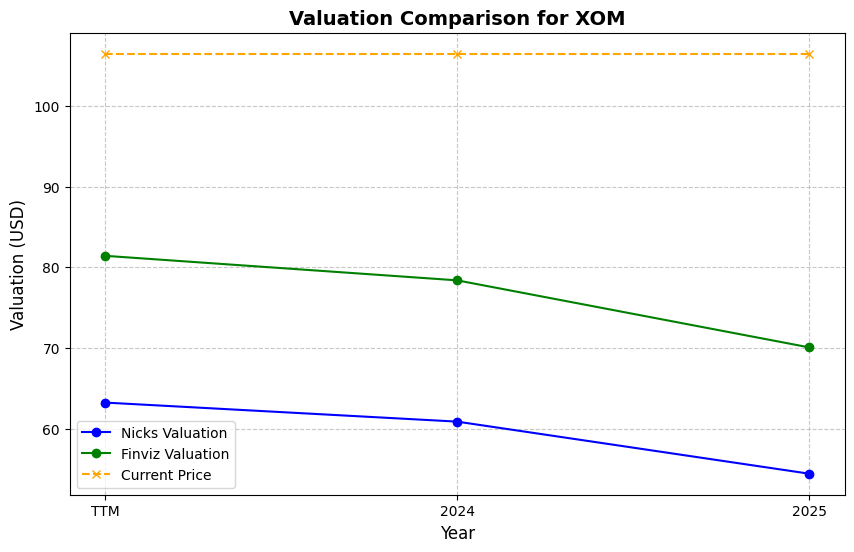 Valuation Comparison for XOM
Valuation (USD)
100
90
80
70
60
Nicks Valuation
Finviz Valuation
Current Price
TTM
2024
2025
Year